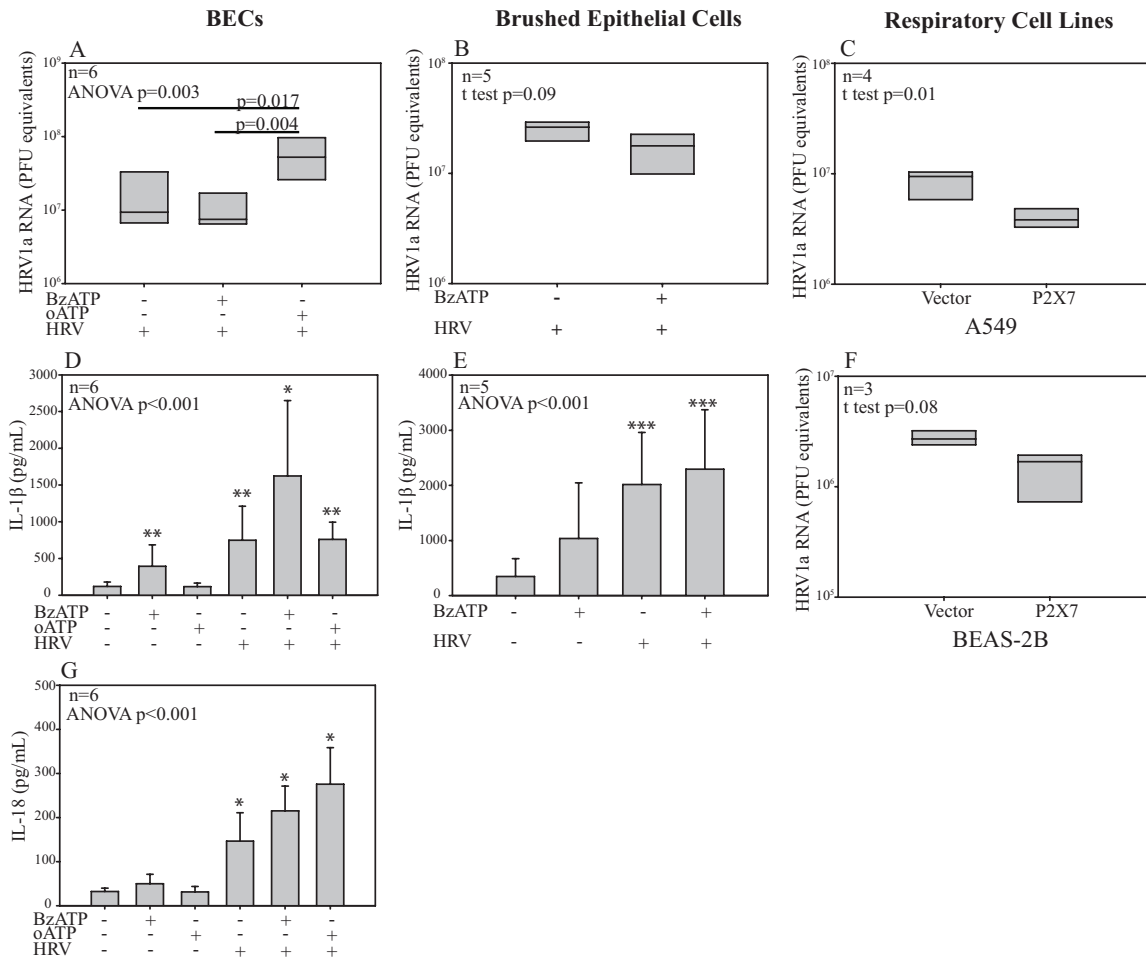 BECs
Brushed Epithelial Cells
Respiratory Cell Lines
A
HRV1a RNA (PFU equivalents)
10⁹
10⁸
10⁷
10⁶
n=6
ANOVA p=0.003
p=0.017
p=0.004
BzATP - + -
oATP - - +
HRV + + +
B
HRV1a RNA (PFU equivalents)
10⁸
10⁷
10⁶
n=5
t test p=0.09
BzATP - +
HRV + +
C
HRV1a RNA (PFU equivalents)
10⁸
10⁷
10⁶
n=4
t test p=0.01
Vector P2X7
A549
D
IL-1β (pg/mL)
3000
2500
2000
1500
1000
500
0
n=6
ANOVA p<0.001
** ** * **
BzATP - + - - + -
oATP - - + - - +
HRV - - - + + +
E
IL-1β (pg/mL)
4000
3000
2000
1000
0
n=5
ANOVA p<0.001
*** ***
BzATP - + - +
HRV - - + +
F
HRV1a RNA (PFU equivalents)
10⁷
10⁶
10⁵
n=3
t test p=0.08
Vector P2X7
BEAS-2B
G
IL-18 (pg/mL)
500
400
300
200
100
0
n=6
ANOVA p<0.001
* * *
BzATP - + - - + -
oATP - - + - - +
HRV - - - + + +